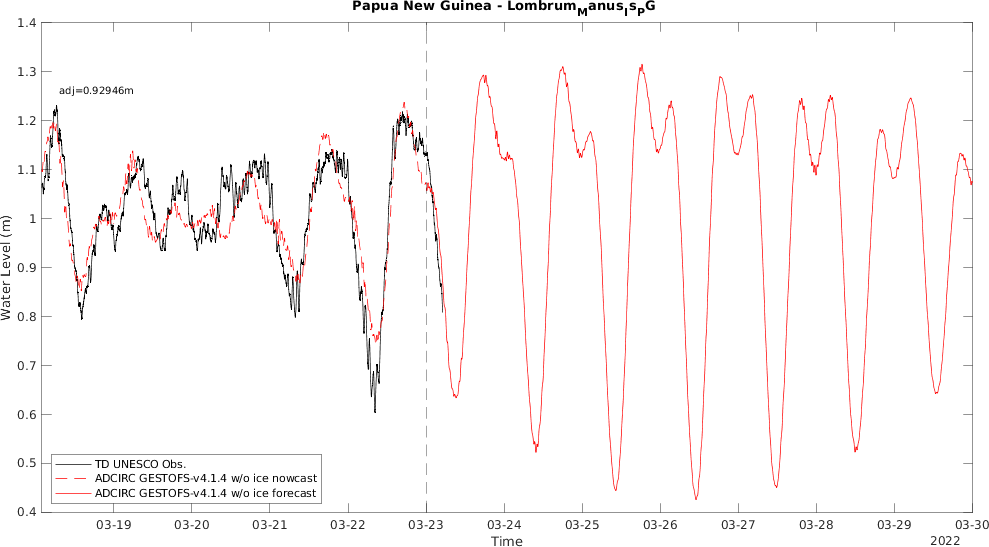 Papua New Guinea - LombrumManusIsPG
1.4
1.3
1.2
1.1
1
0.9
0.8
0.7
0.6
0.5
0.4
Water Level (m)
adj=0.92946m
TD UNESCO Obs.
ADCIRC GESTOFS-v4.1.4 w/o ice nowcast
ADCIRC GESTOFS-v4.1.4 w/o ice forecast
03-19 03-20 03-21 03-22 03-23 03-24 03-25 03-26 03-27 03-28 03-29 03-30
Time
2022